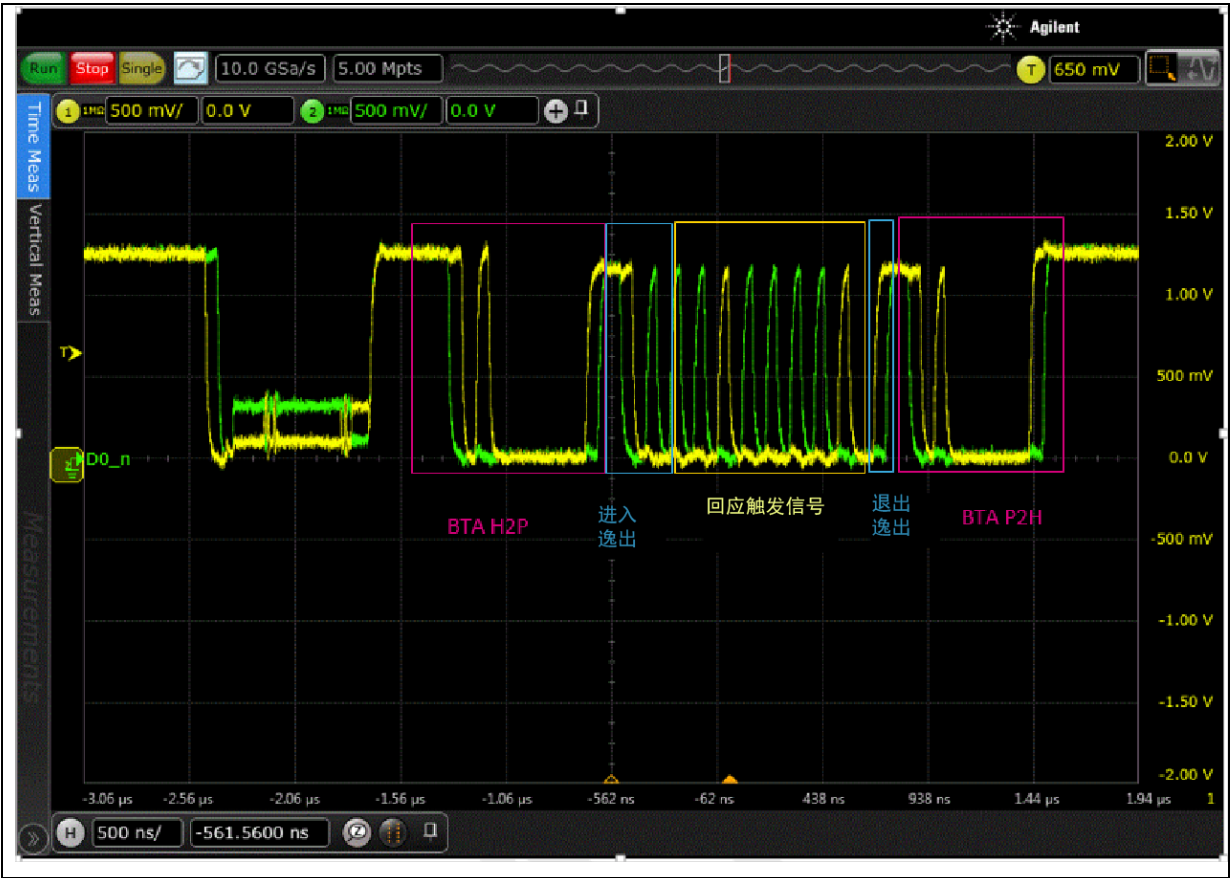 Agilent
Run Stop Single 10.0 GSa/s 5.00 Mpts T 650 mV
1 1MΩ 500 mV/ 0.0 V 2 1MΩ 500 mV/ 0.0 V
Time Meas
Vertical Meas
Measurements
2.00 V
1.50 V
1.00 V
T
500 mV
D0_n
0.0 V
BTA H2P
进入
逸出
回应触发信号
退出
逸出
BTA P2H
-500 mV
-1.00 V
-1.50 V
-2.00 V
-3.06 µs -2.56 µs -2.06 µs -1.56 µs -1.06 µs -562 ns -62 ns 438 ns 938 ns 1.44 µs 1.94 µs 1
H 500 ns/ -561.5600 ns Z